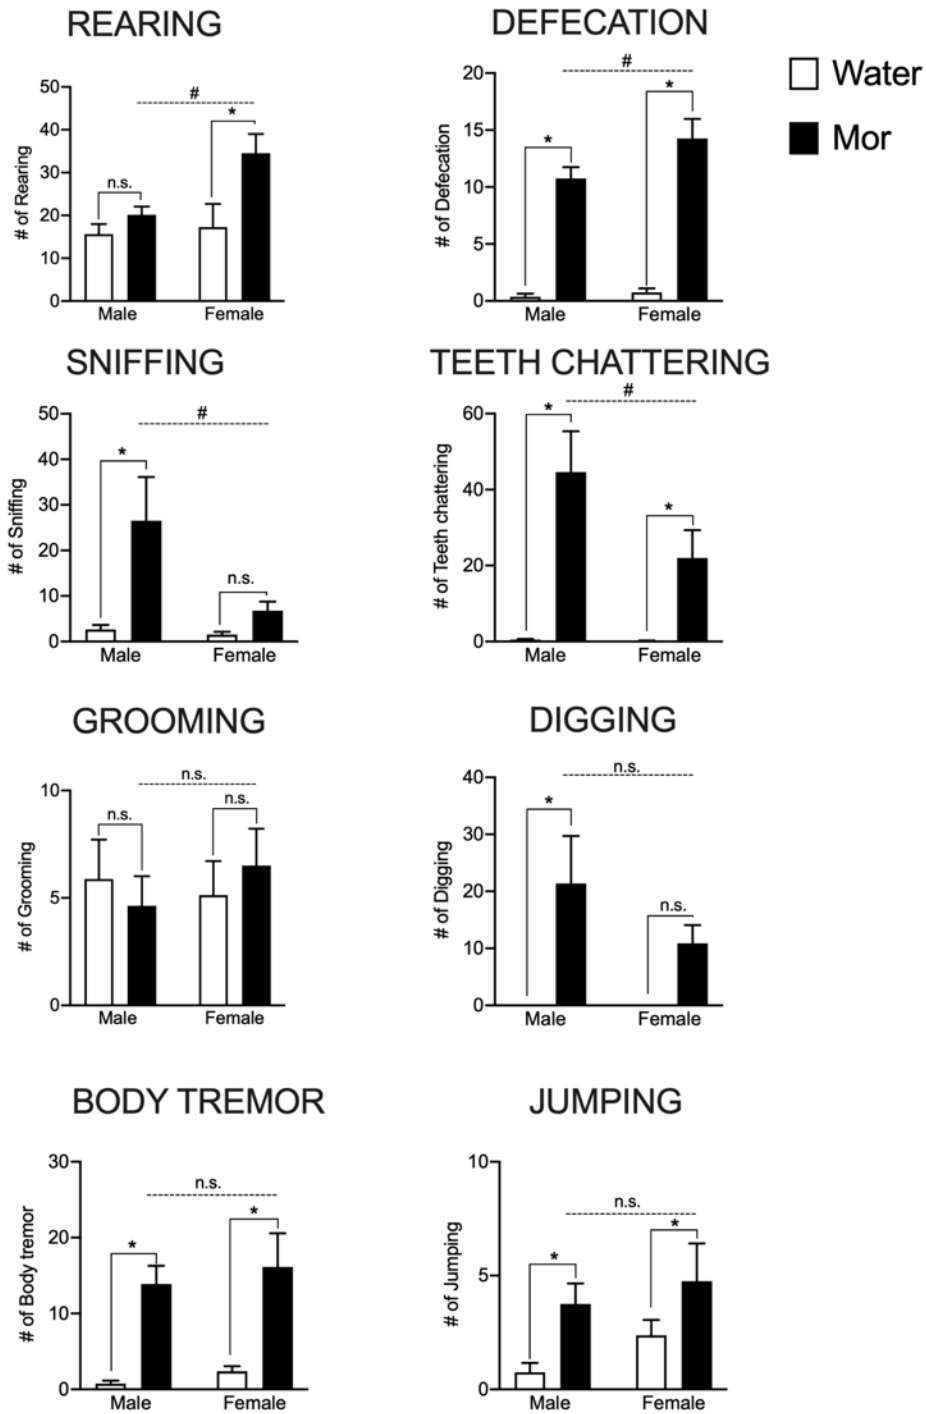 REARING
# of Rearing
50
40
30
20
10
0
n.s.
*
#
Male
Female
DEFECATION
# of Defecation
20
15
10
5
0
*
*
#
Male
Female
Water
Mor
SNIFFING
# of Sniffing
50
40
30
20
10
0
*
n.s.
#
Male
Female
TEETH CHATTERING
# of Teeth chattering
60
40
20
0
*
*
#
Male
Female
GROOMING
# of Grooming
10
5
0
n.s.
n.s.
n.s.
Male
Female
DIGGING
# of Digging
40
30
20
10
0
*
n.s.
n.s.
Male
Female
BODY TREMOR
# of Body tremor
30
20
10
0
*
*
n.s.
Male
Female
JUMPING
# of Jumping
10
5
0
*
*
n.s.
Male
Female